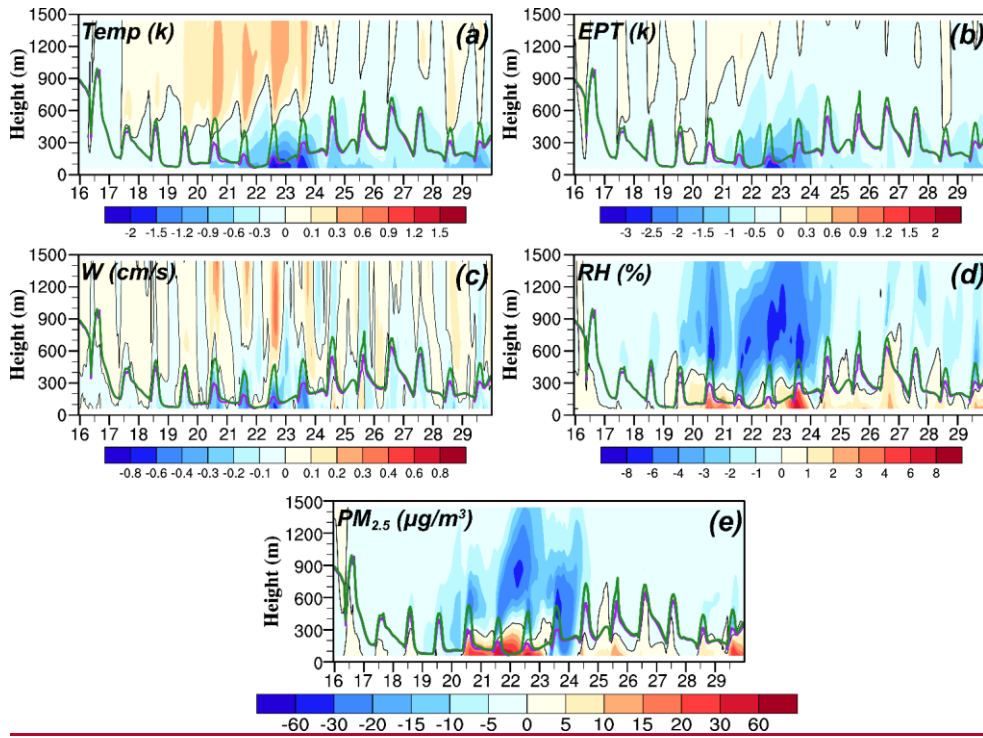 1500
1200
900
600
300
0
Height (m)
Temp (k)
(a)
16 17 18 19 20 21 22 23 24 25 26 27 28 29
-2 -1.5 -1.2 -0.9 -0.6 -0.3 0 0.1 0.3 0.6 0.9 1.2 1.5
1500
1200
900
600
300
0
Height (m)
EPT (k)
(b)
16 17 18 19 20 21 22 23 24 25 26 27 28 29
-3 -2.5 -2 -1.5 -1 -0.5 0 0.3 0.6 0.9 1.2 1.5 2
1500
1200
900
600
300
0
Height (m)
W (cm/s)
(c)
16 17 18 19 20 21 22 23 24 25 26 27 28 29
-0.8 -0.6 -0.4 -0.3 -0.2 -0.1 0 0.1 0.2 0.3 0.4 0.6 0.8
1500
1200
900
600
300
0
Height (m)
RH (%)
(d)
16 17 18 19 20 21 22 23 24 25 26 27 28 29
-8 -6 -4 -3 -2 -1 0 1 2 3 4 6 8
1500
1200
900
600
300
0
Height (m)
PM2.5 (μg/m³)
(e)
16 17 18 19 20 21 22 23 24 25 26 27 28 29
-60 -30 -20 -15 -10 -5 0 5 10 15 20 30 60